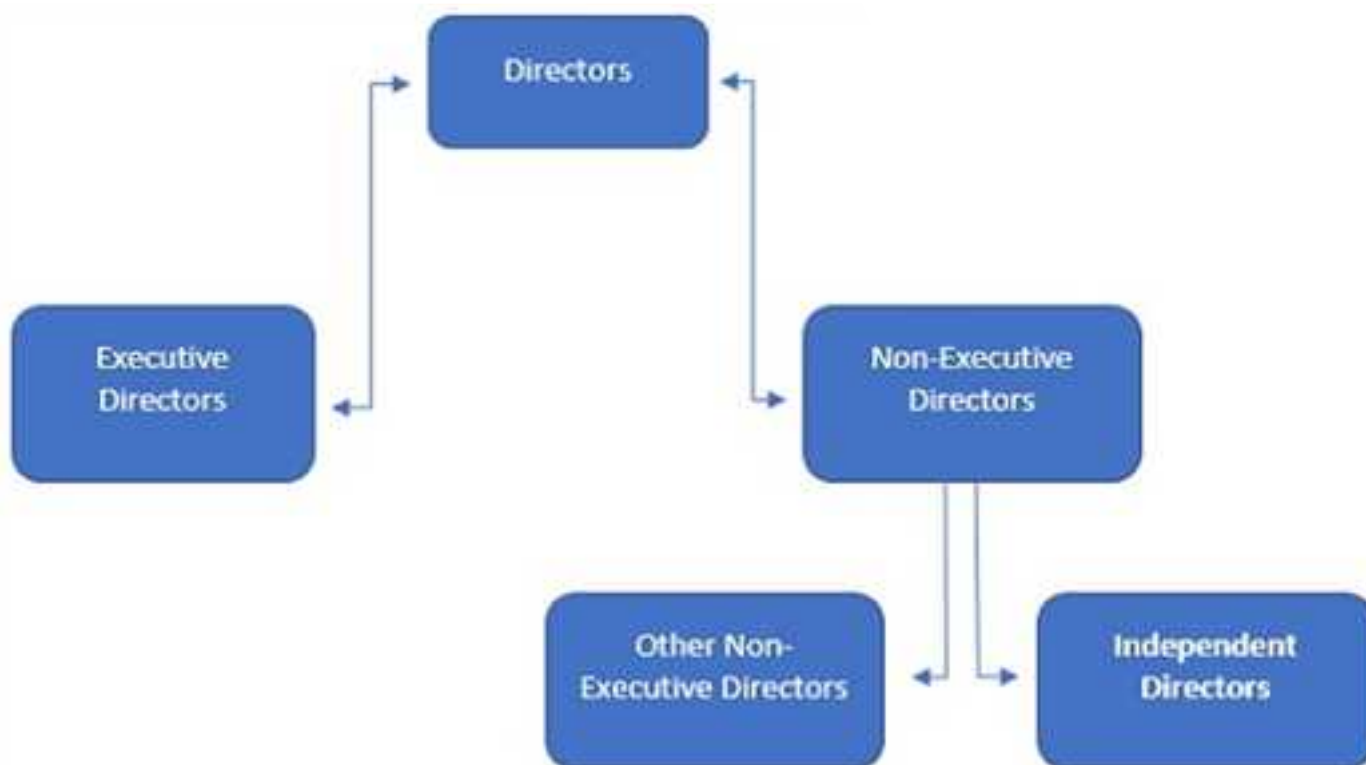 Directors
Executive
Directors
Non-Executive
Directors
Other Non-
Executive Directors
Independent
Directors